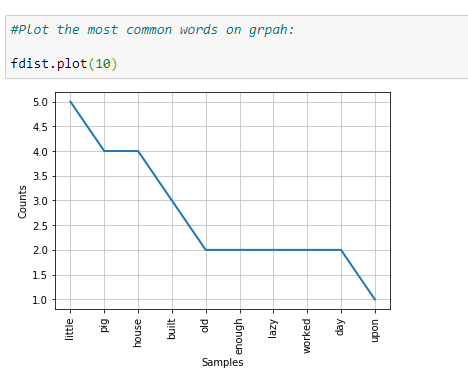 #Plot the most common words on grpah:
fdist.plot(10)
5.0
4.5
4.0
3.5
3.0
2.5
2.0
1.5
1.0
Counts
little
pig
house
built
old
enough
lazy
worked
day
upon
Samples